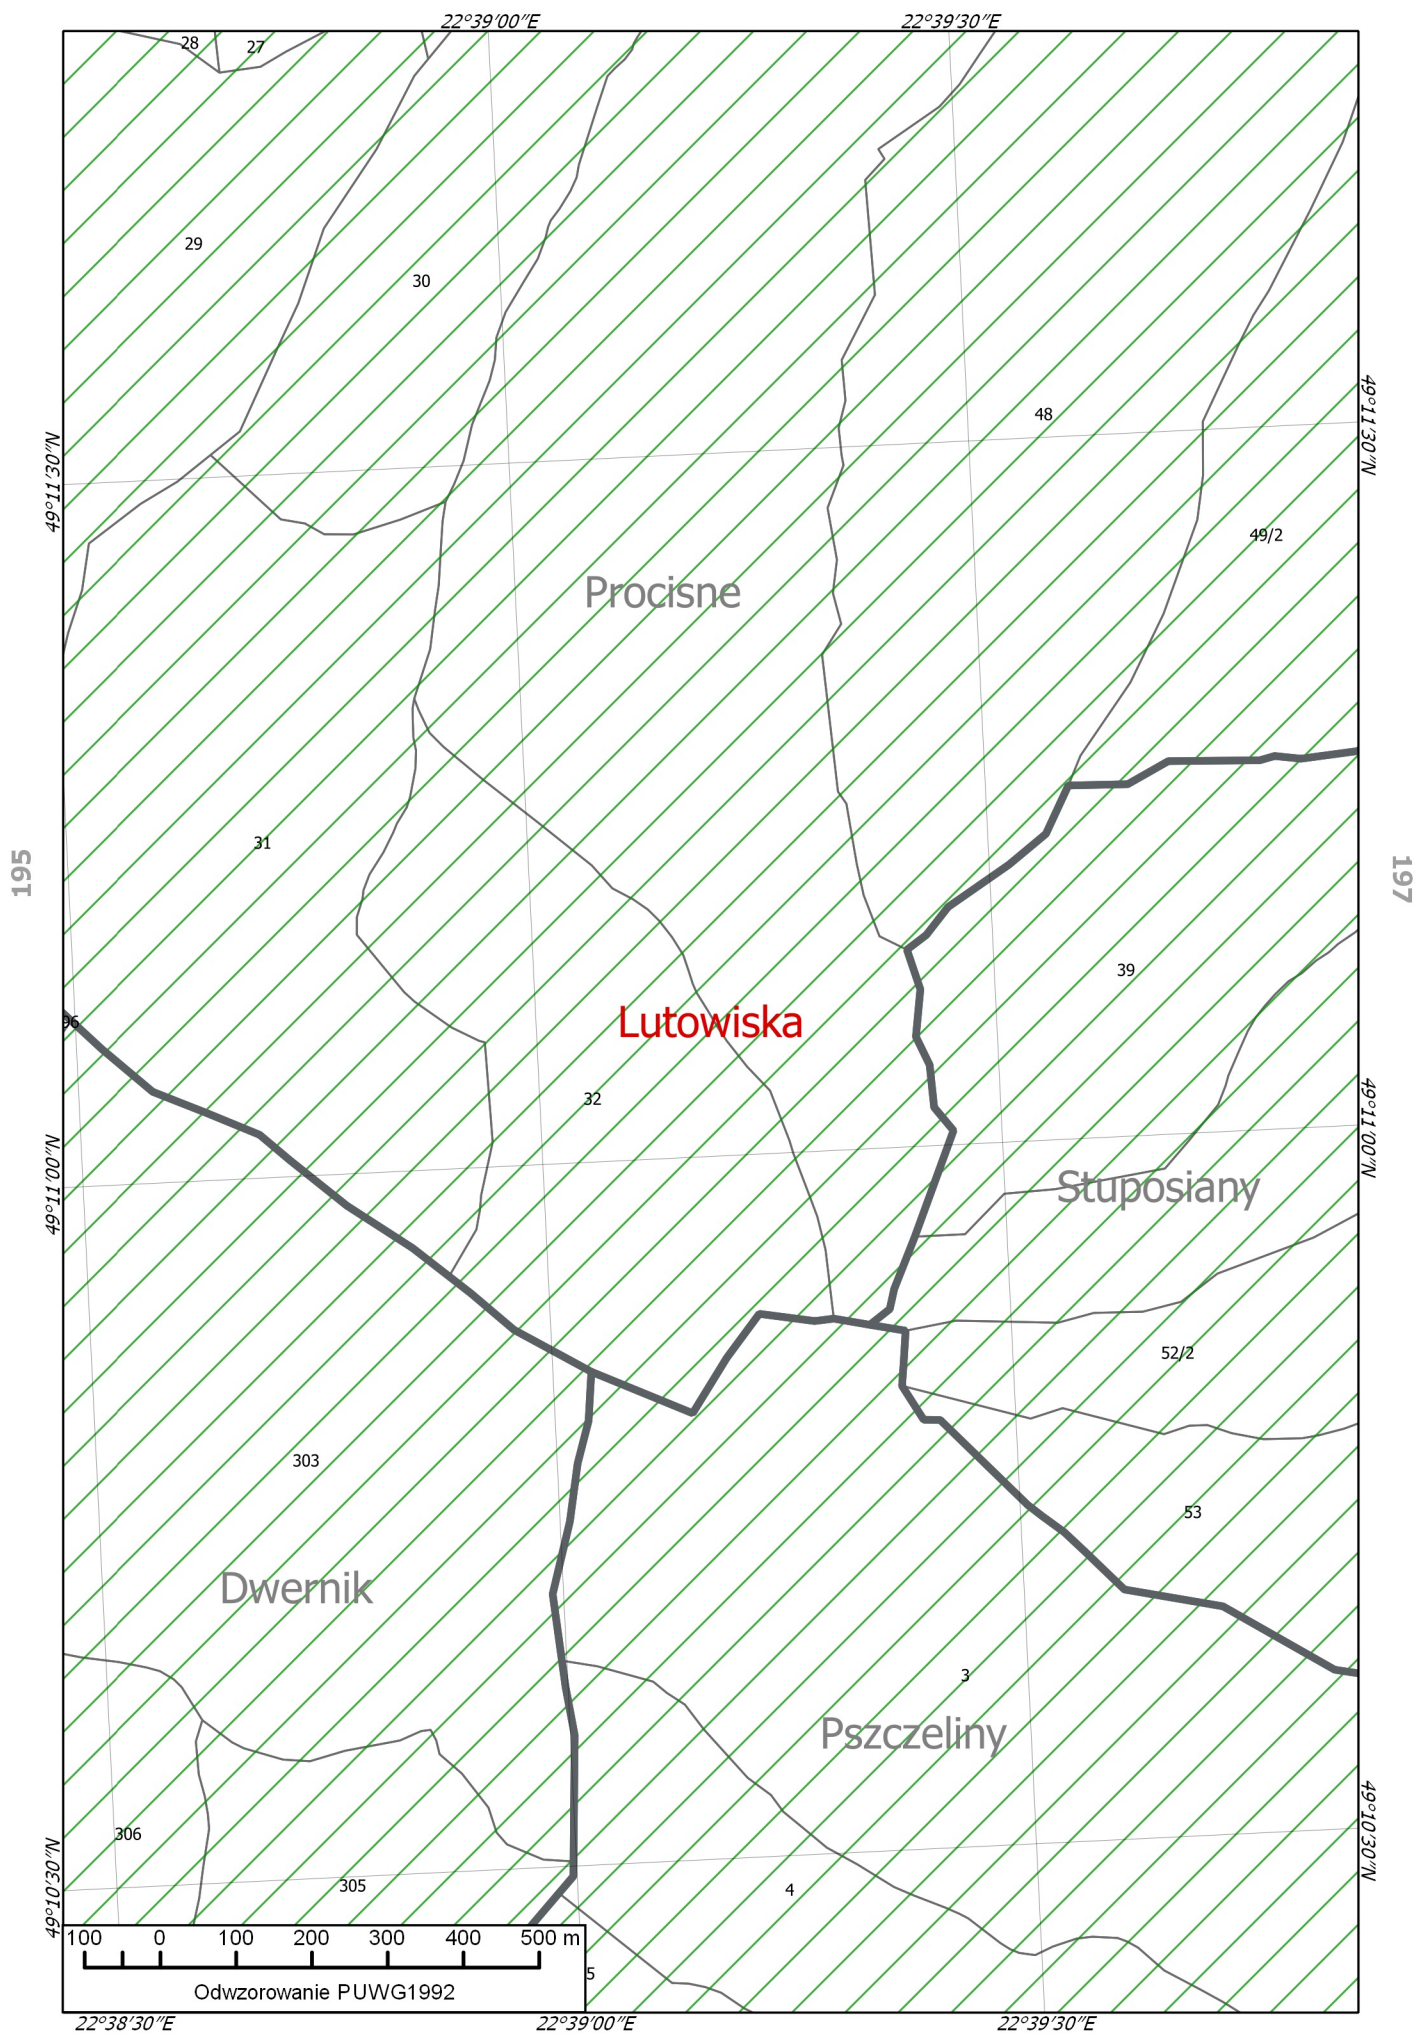 22°39'00"E
22°39'30"E
28
27
29
30
49°11'30"N
48
49°11'30"N
49/2
Procisne
31
195
197
39
96
Lutowiska
32
49°11'00"N
49°11'00"N
Stuposiany
52/2
303
53
Dwernik
3
Pszczeliny
306
49°10'30"N
49°10'30"N
305
4
100 0 100 200 300 400 500 m
5
Odwzorowanie PUWG1992
22°38'30"E
22°39'00"E
22°39'30"E